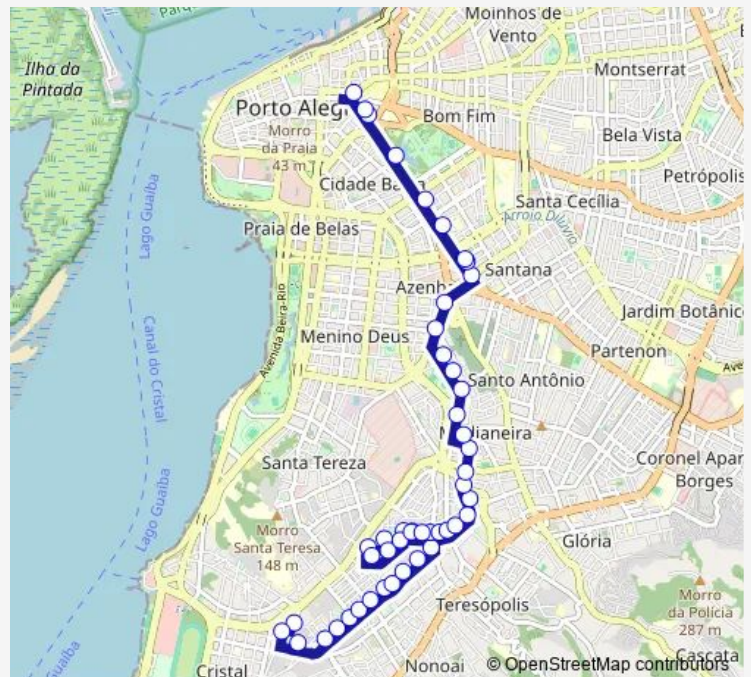 Moinhos de
Vento
Ilha da
Pintada
Montserrat
Porto Aleg
Bom Fim
Morro
da Praia
43 m
Bela Vista
Petrópolis
Cidade Ba
Santa Cecília
Arroio Dilúvio
Lago Guaíba
Praia de Belas
Azenh
Santana
Avenida Beira-Rio
Jardim Botânico
Canal do Cristal
Menino Deus
Partenon
Ave
Santo Antônio
M dianeira
Santa Tereza
Coronel Apar
Borges
Lago Guaíba
Morro
Santa Teresa
148 m
Glória
Morro
da Polícia
287 m
Teresópolis
Cascata
Cristal
Nonoai
© OpenStreetMap contributors